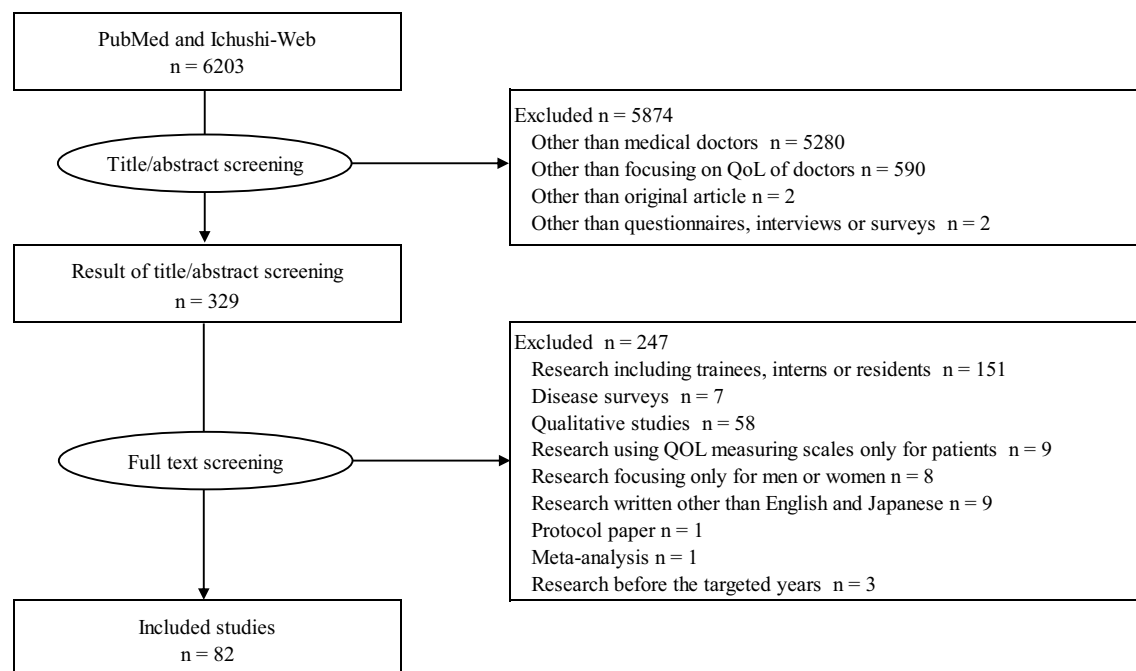 PubMed and Ichushi-Web
n = 6203
Title/abstract screening
Excluded n = 5874
Other than medical doctors n = 5280
Other than focusing on QoL of doctors n = 590
Other than original article n = 2
Other than questionnaires, interviews or surveys n = 2
Result of title/abstract screening
n = 329
Full text screening
Excluded n = 247
Research including trainees, interns or residents n = 151
Disease surveys n = 7
Qualitative studies n = 58
Research using QOL measuring scales only for patients n = 9
Research focusing only for men or women n = 8
Research written other than English and Japanese n = 9
Protocol paper n = 1
Meta-analysis n = 1
Research before the targeted years n = 3
Included studies
n = 82